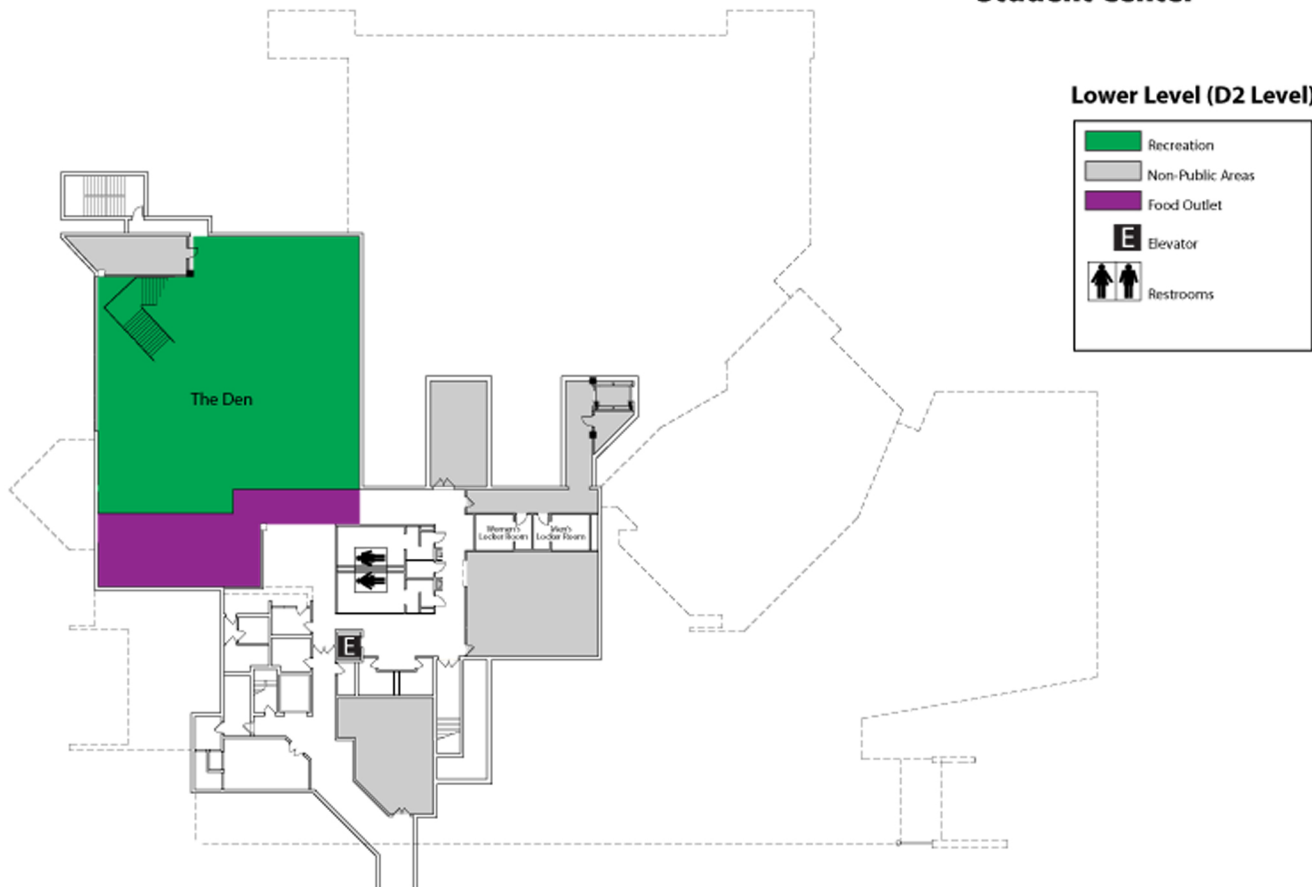 Student Center
Lower Level (D2 Level)
Recreation
Non-Public Areas
Food Outlet
E
Elevator
Restrooms
The Den
Women's
Locker Room
Men's
Locker Room
E